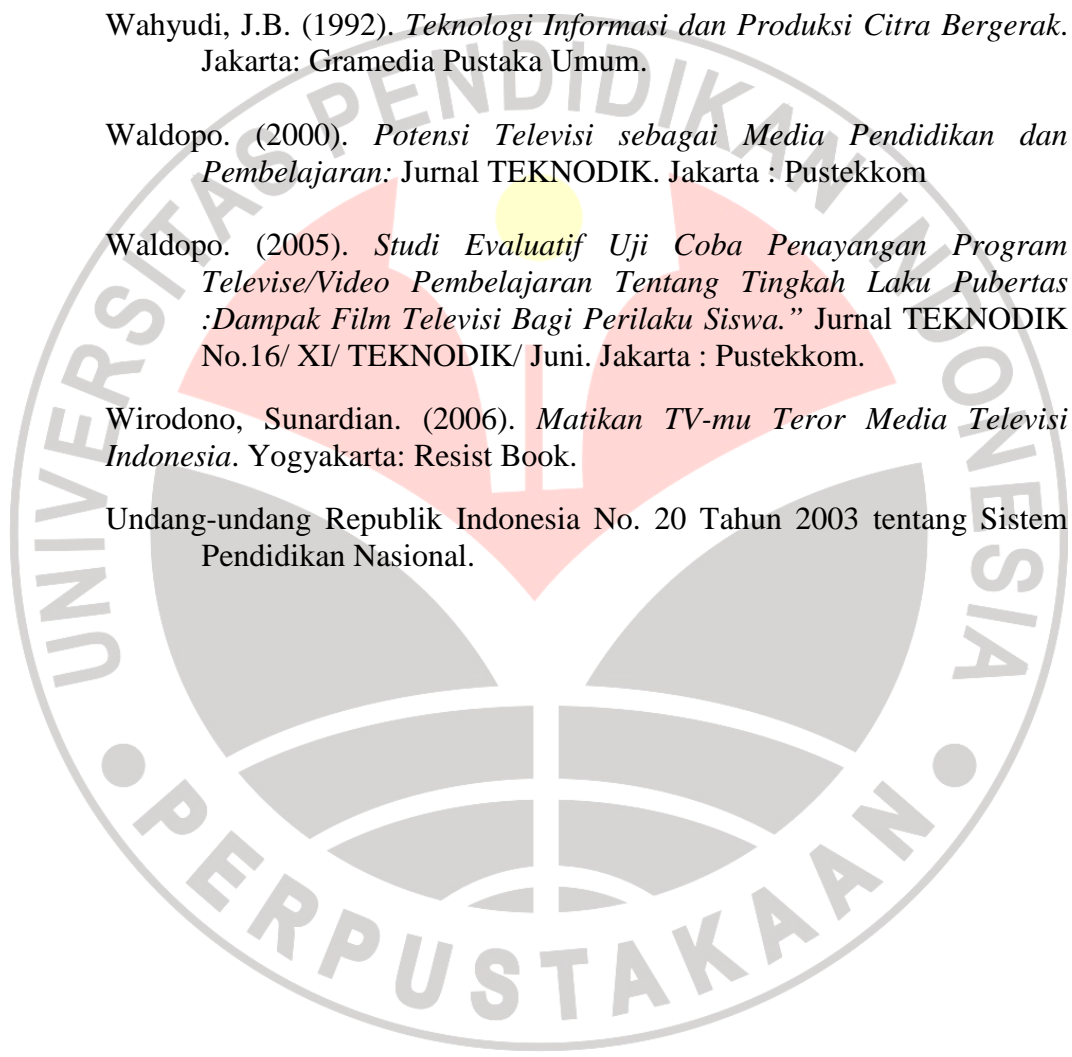 Wahyudi, J.B. (1992). Teknologi Informasi dan Produksi Citra Bergerak.
Jakarta: Gramedia Pustaka Umum.
Waldopo. (2000). Potensi Televisi sebagai Media Pendidikan dan
Pembelajaran: Jurnal TEKNODIK. Jakarta : Pustekkom
Waldopo. (2005). Studi Evaluatif Uji Coba Penayangan Program
Televise/Video Pembelajaran Tentang Tingkah Laku Pubertas
:Dampak Film Televisi Bagi Perilaku Siswa.” Jurnal TEKNODIK
No.16/ XI/ TEKNODIK/ Juni. Jakarta : Pustekkom.
Wirodono, Sunardian. (2006). Matikan TV-mu Teror Media Televisi
Indonesia. Yogyakarta: Resist Book.
Undang-undang Republik Indonesia No. 20 Tahun 2003 tentang Sistem
Pendidikan Nasional.
UNIVERSITAS PENDIDIKAN INDONESIA
PERPUSTAKAAN